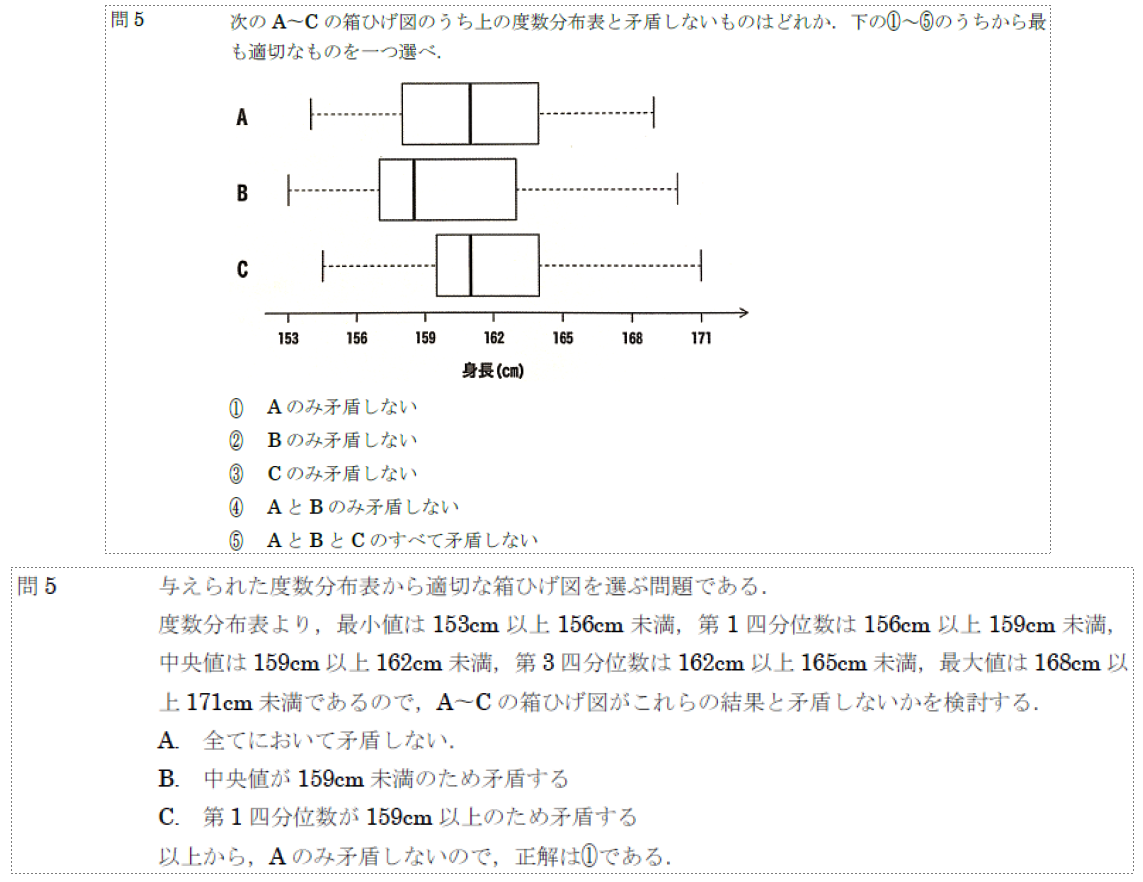 問 5 次の A～C の箱ひげ図のうち上の度数分布表と矛盾しないものはどれか．下の①～⑤のうちから最
も適切なものを一つ選べ．
A
B
C
153 156 159 162 165 168 171
身長(cm)
① A のみ矛盾しない
② B のみ矛盾しない
③ C のみ矛盾しない
④ A と B のみ矛盾しない
⑤ A と B と C のすべて矛盾しない
問 5 与えられた度数分布表から適切な箱ひげ図を選ぶ問題である．
度数分布表より，最小値は 153cm 以上 156cm 未満，第 1 四分位数は 156cm 以上 159cm 未満，
中央値は 159cm 以上 162cm 未満，第 3 四分位数は 162cm 以上 165cm 未満，最大値は 168cm 以
上 171cm 未満であるので，A～C の箱ひげ図がこれらの結果と矛盾しないかを検討する．
A. 全てにおいて矛盾しない．
B. 中央値が 159cm 未満のため矛盾する
C. 第 1 四分位数が 159cm 以上のため矛盾する
以上から，A のみ矛盾しないので，正解は①である．